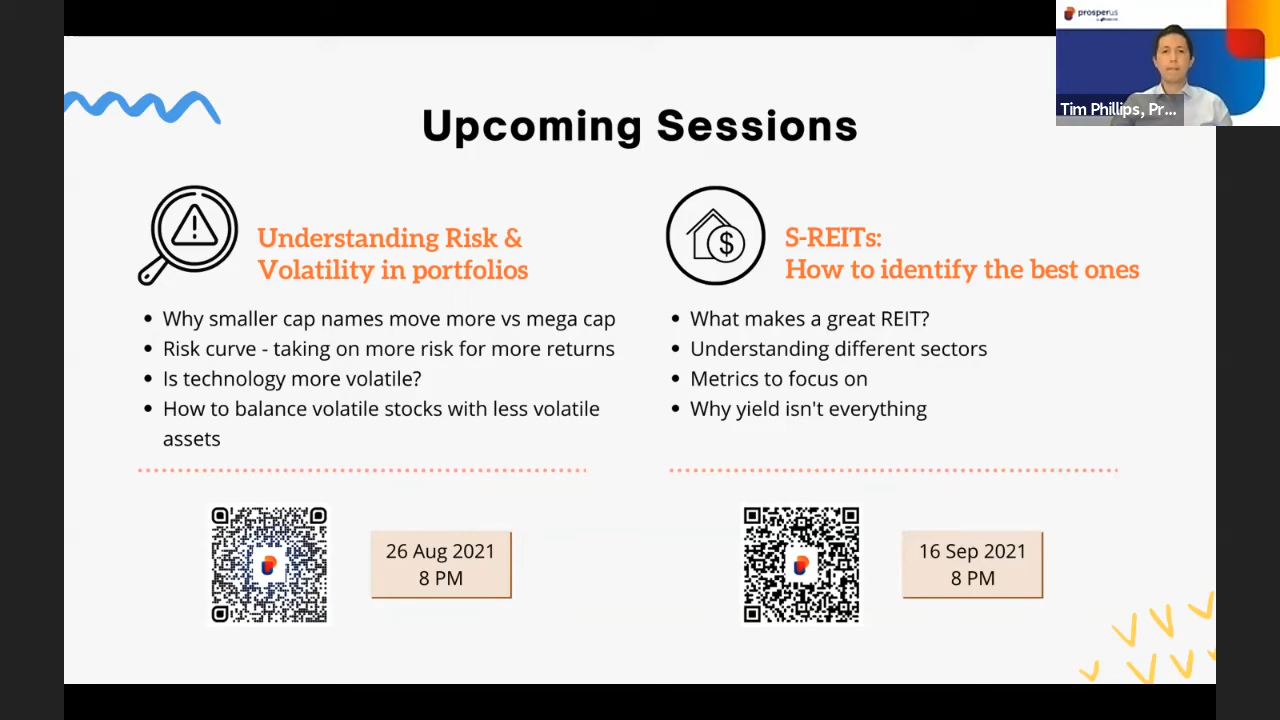 prosperus
Tim Phillips, Pr...
Upcoming Sessions
Understanding Risk &
Volatility in portfolios
• Why smaller cap names move more vs mega cap
• Risk curve - taking on more risk for more returns
• Is technology more volatile?
• How to balance volatile stocks with less volatile
assets
26 Aug 2021
8 PM
$
S-REITs:
How to identify the best ones
• What makes a great REIT?
• Understanding different sectors
• Metrics to focus on
• Why yield isn't everything
16 Sep 2021
8 PM